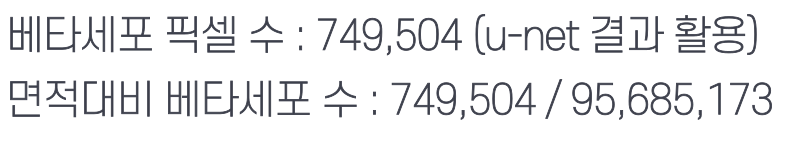 베타세포 픽셀 수 : 749,504 (u-net 결과 활용)
면적대비 베타세포 수 : 749,504 / 95,685,173